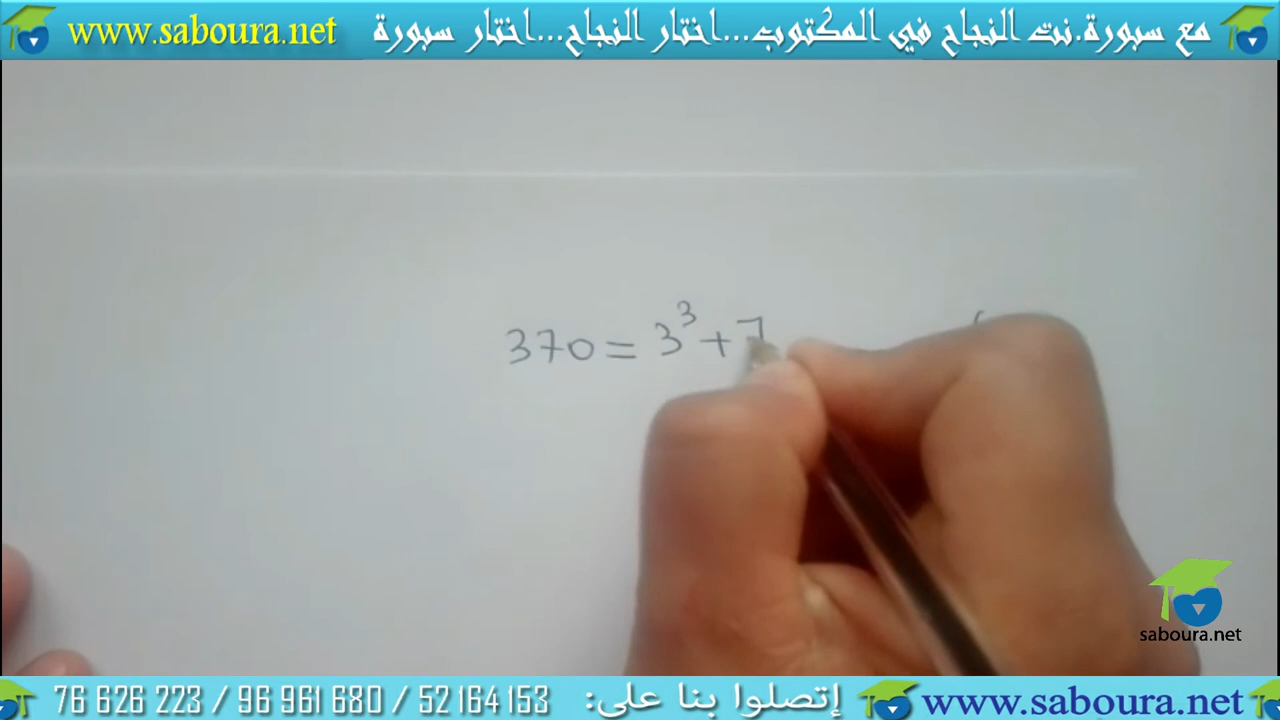 www.saboura.net مع سبورة.نت النجاح في المكتوب...اختار النجاح...اختار سبورة
370 = 3³ + 7
saboura.net
76 626 223 / 96 961 680 / 52 164 153 إتصلوا بنا على: www.saboura.net